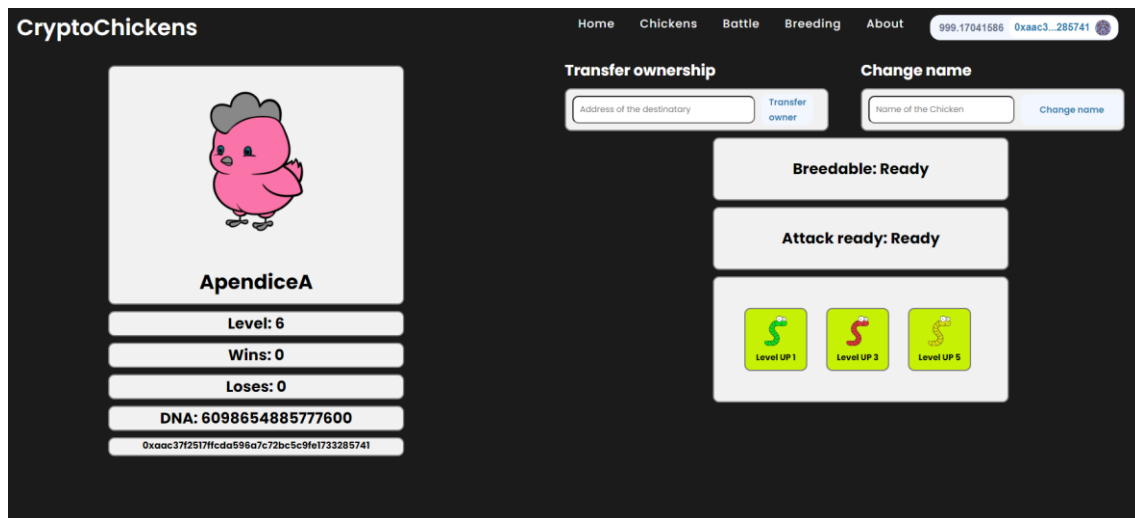 CryptoChickens
Home Chickens Battle Breeding About 999.17041586 0xaac3...285741
Transfer ownership
Address of the destinatary
Transfer
owner
Change name
Name of the Chicken
Change name
ApendiceA
Level: 6
Wins: 0
Loses: 0
DNA: 6098654885777600
0xaac37f2517ffcda596a7c72bc5c9fe1733285741
Breedable: Ready
Attack ready: Ready
Level UP 1
Level UP 3
Level UP 5